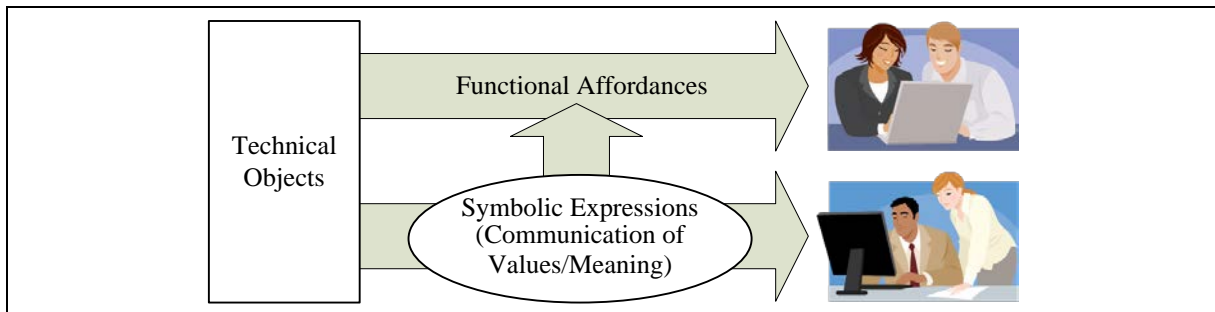 Functional Affordances
Technical
Objects
Symbolic Expressions
(Communication of
Values/Meaning)